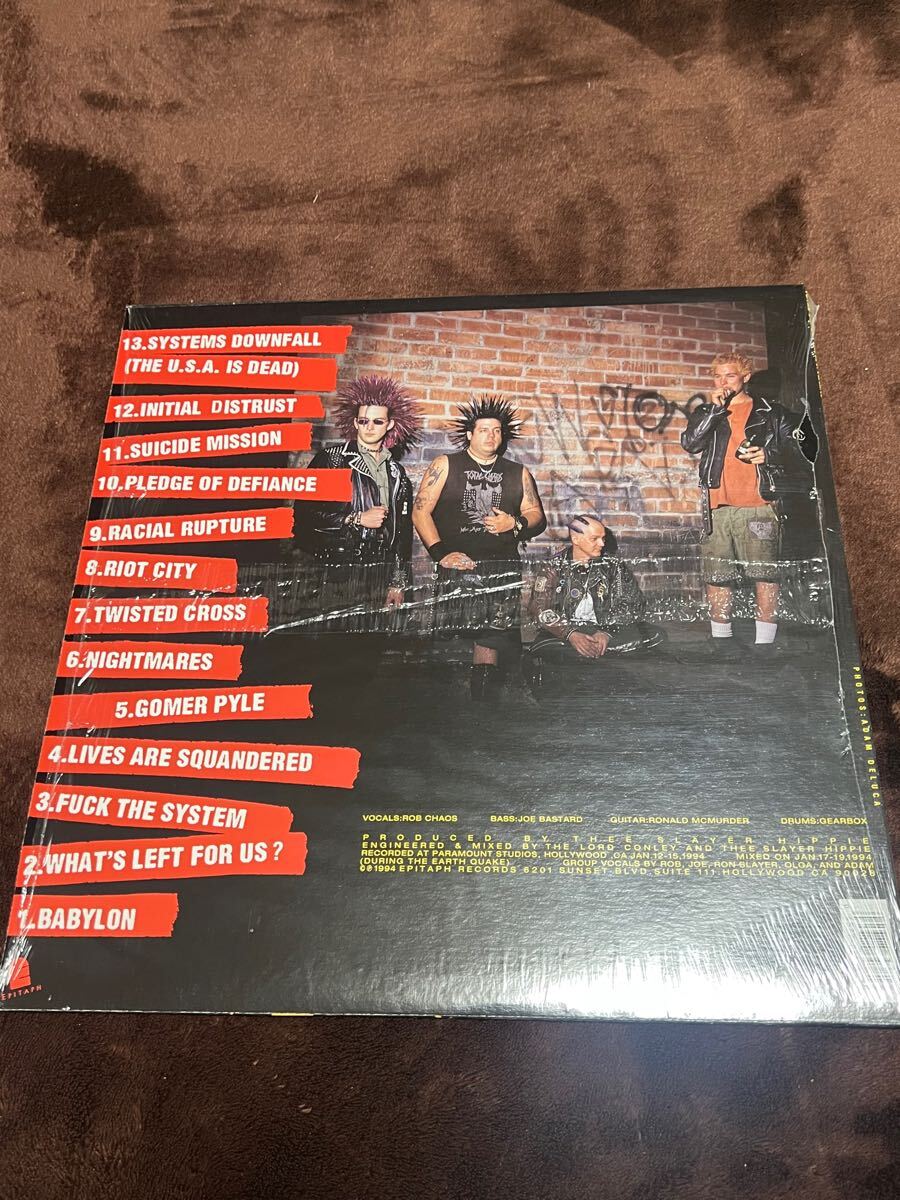 13.SYSTEMS DOWNFALL
(THE U.S.A. IS DEAD)
12.INITIAL DISTRUST
11.SUICIDE MISSION
10.PLEDGE OF DEFIANCE
9.RACIAL RUPTURE
8.RIOT CITY
7.TWISTED CROSS
6.NIGHTMARES
5.GOMER PYLE
4.LIVES ARE SQUANDERED
3.FUCK THE SYSTEM
2.WHAT'S LEFT FOR US?
1.BABYLON
EPITAPH
TOTAL CHAOS
PHOTOS:ADAM DELUCA
VOCALS:ROB CHAOS BASS:JOE BASTARD GUITAR:RONALD MCMURDER DRUMS:GEARBOX
PRODUCED BY THEE SLAYER HIPPIE
ENGINEERED & MIXED BY THE LORD CONLEY AND THEE SLAYER HIPPIE
RECORDED AT PARAMOUNT STUDIOS, HOLLYWOOD ,CA JAN.12-15,1994 MIXED ON JAN.17-19,1994
(DURING THE EARTH QUAKE) GROUP VOCALS BY ROB, JOE, RON-SLAYER, OLGA, AND ADAM
©℗1994 EPITAPH RECORDS 6201 SUNSET BLVD,SUITE 111,HOLLYWOOD CA 90028